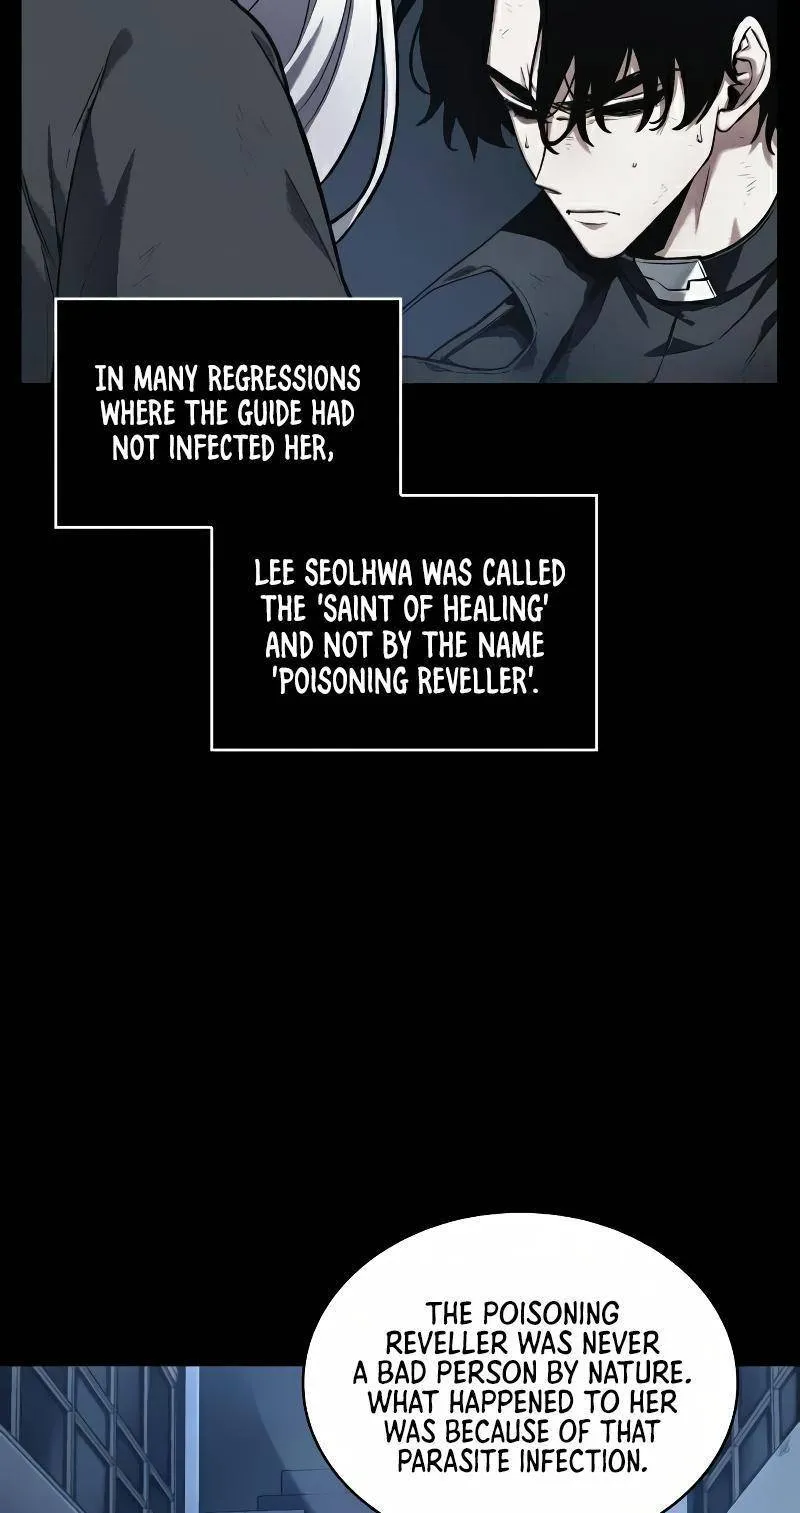 IN MANY REGRESSIONS
WHERE THE GUIDE HAD
NOT INFECTED HER,
LEE SEOLHWA WAS CALLED
THE 'SAINT OF HEALING'
AND NOT BY THE NAME
'POISONING REVELLER'.
THE POISONING
REVELLER WAS NEVER
A BAD PERSON BY NATURE.
WHAT HAPPENED TO HER
WAS BECAUSE OF THAT
PARASITE INFECTION.